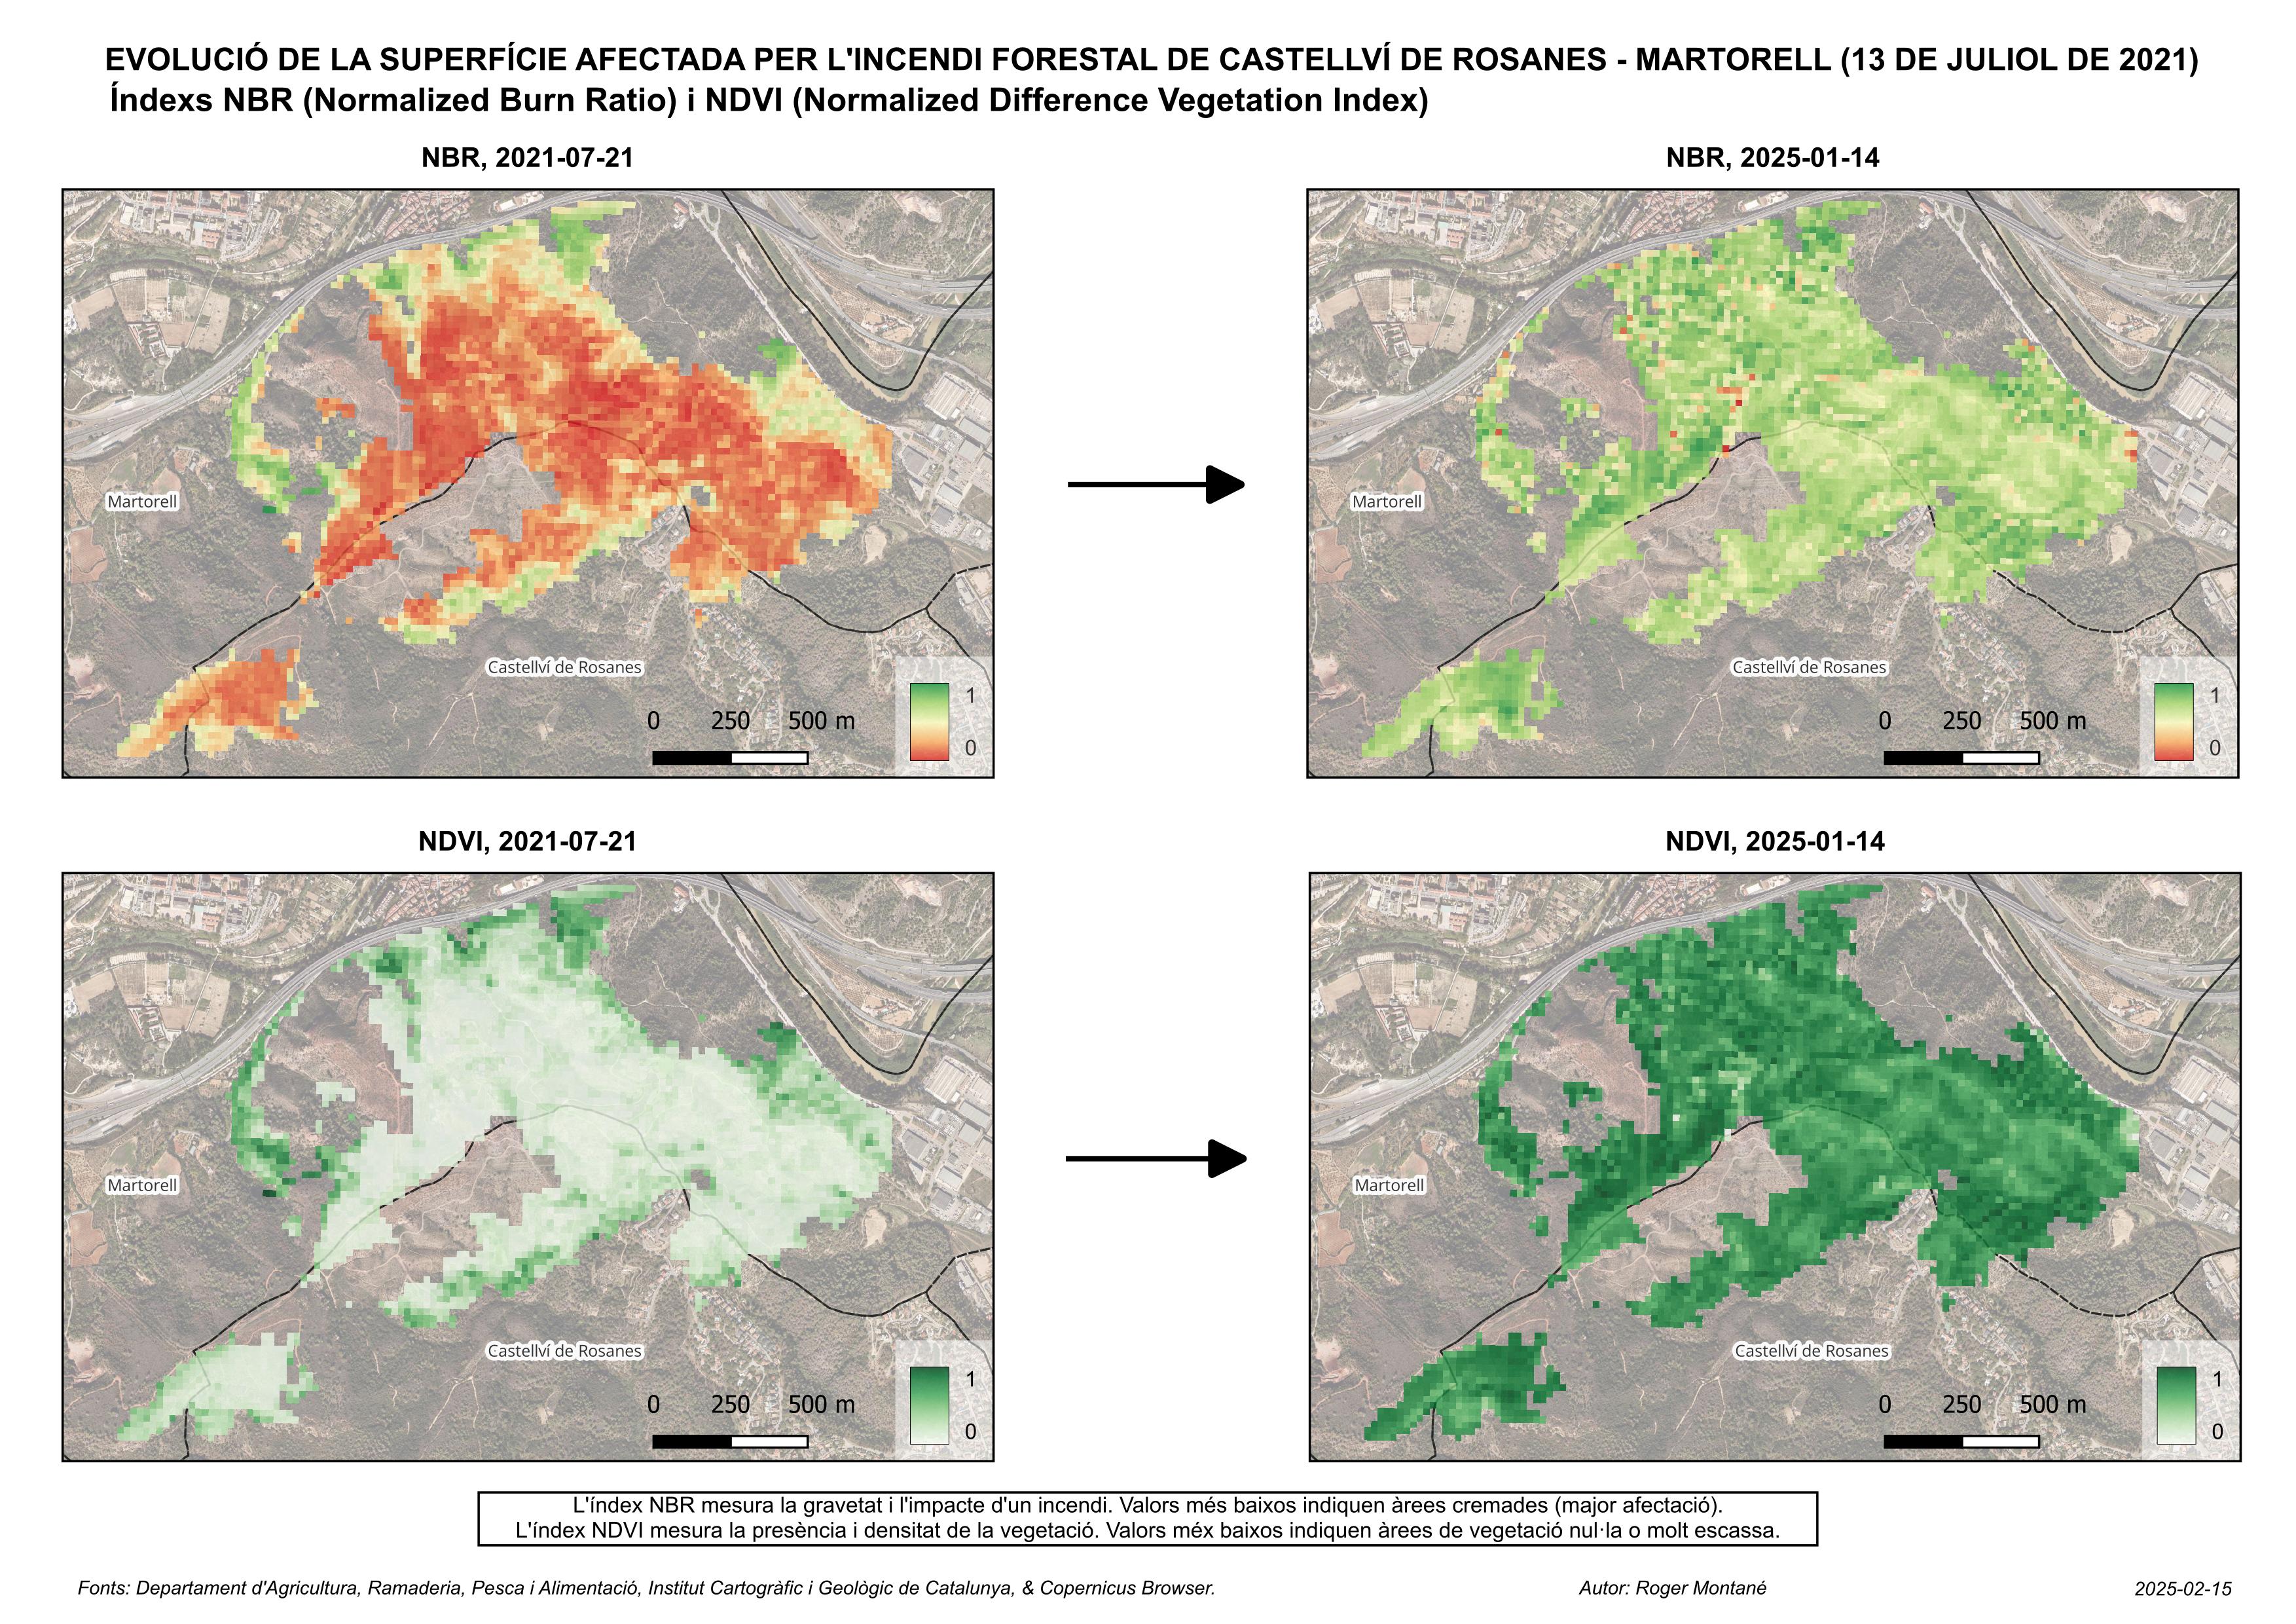 EVOLUCIÓ DE LA SUPERFÍCIE AFECTADA PER L'INCENDI FORESTAL DE CASTELLVÍ DE ROSANES - MARTORELL (13 DE JULIOL DE 2021)
Índexs NBR (Normalized Burn Ratio) i NDVI (Normalized Difference Vegetation Index)
NBR, 2021-07-21
NBR, 2025-01-14
Martorell
Castellví de Rosanes
0 250 500 m
1
0
Martorell
Castellví de Rosanes
0 250 500 m
1
0
NDVI, 2021-07-21
NDVI, 2025-01-14
Martorell
Castellví de Rosanes
0 250 500 m
1
0
Martorell
Castellví de Rosanes
0 250 500 m
1
0
L'índex NBR mesura la gravetat i l'impacte d'un incendi. Valors més baixos indiquen àrees cremades (major afectació).
L'índex NDVI mesura la presència i densitat de la vegetació. Valors méx baixos indiquen àrees de vegetació nul·la o molt escassa.
Fonts: Departament d'Agricultura, Ramaderia, Pesca i Alimentació, Institut Cartogràfic i Geològic de Catalunya, & Copernicus Browser.
Autor: Roger Montané
2025-02-15